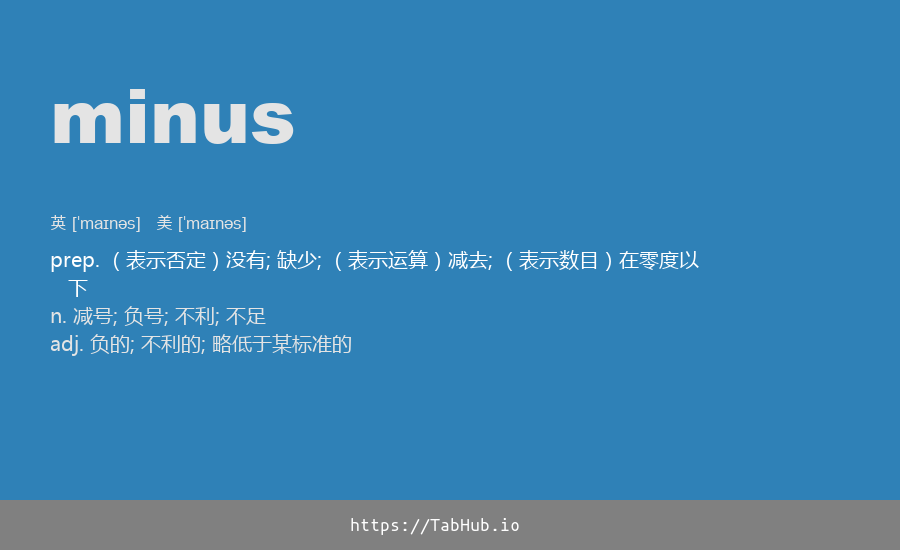 minus
英 [ˈmaɪnəs]   美 [ˈmaɪnəs]
prep. （表示否定）没有; 缺少; （表示运算）减去; （表示数目）在零度以
下
n. 减号; 负号; 不利; 不足
adj. 负的; 不利的; 略低于某标准的
https://TabHub.io